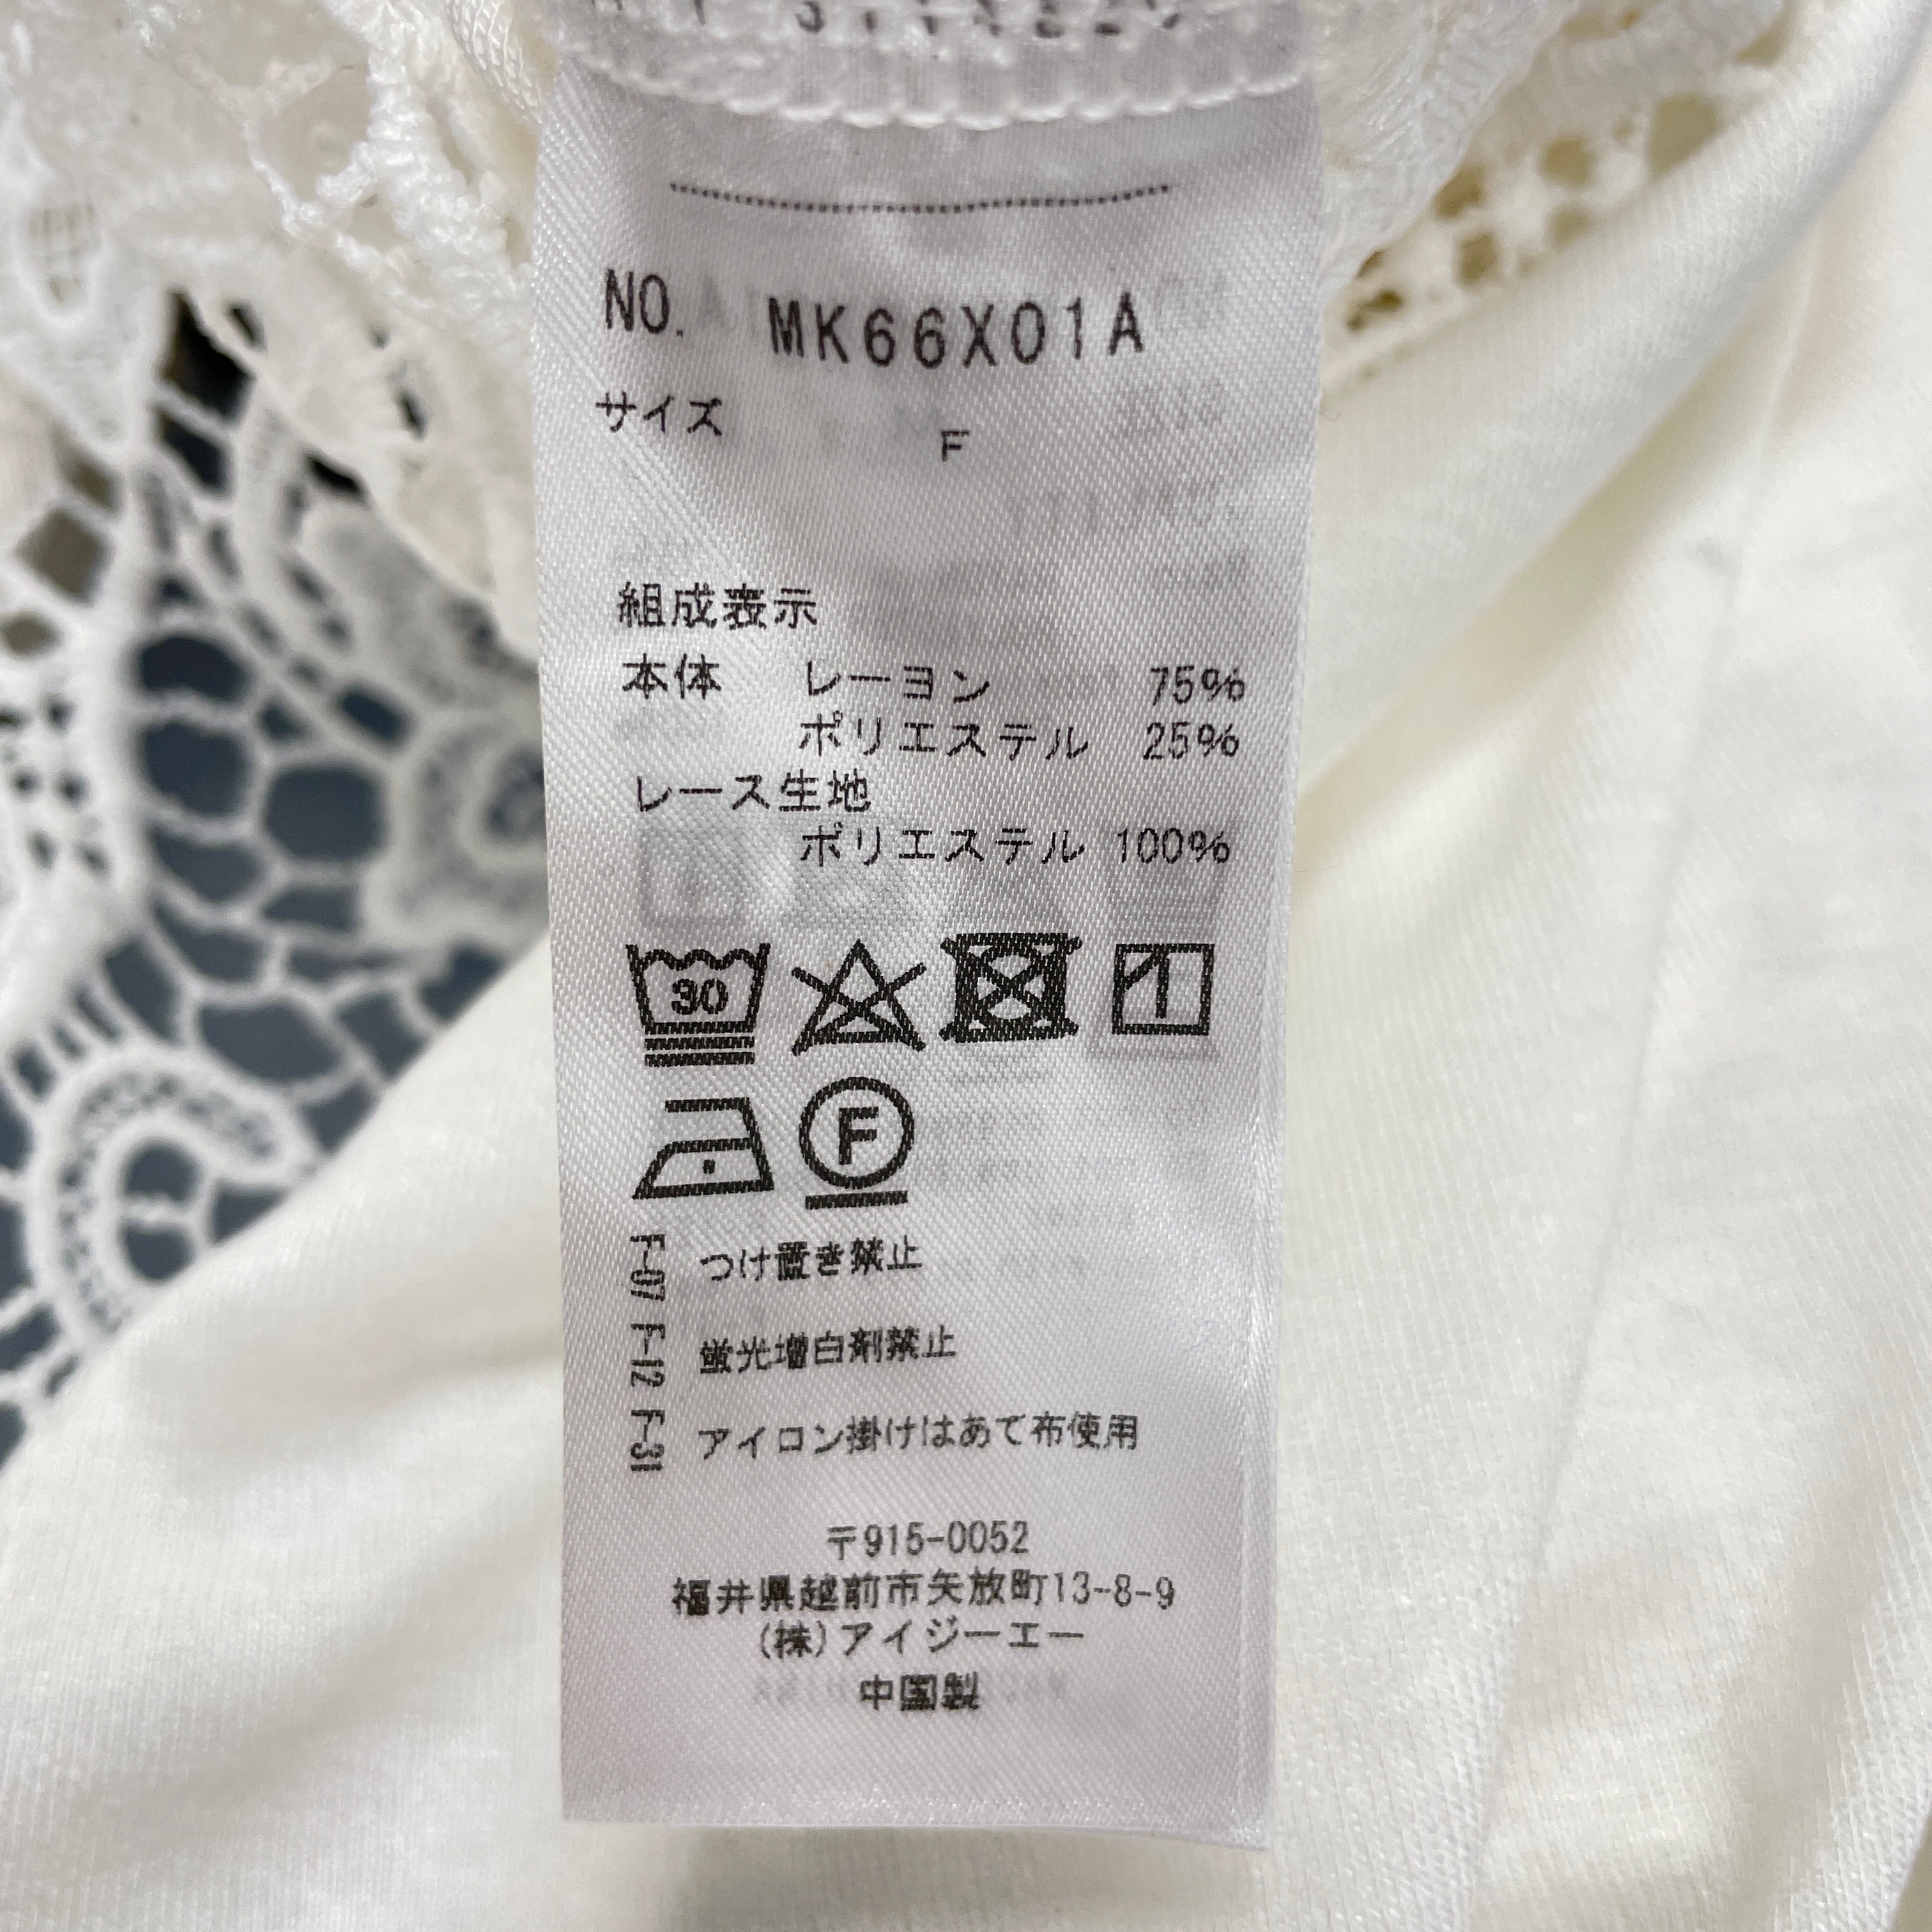 NO. MK66X01A
サイズ F
組成表示
本体 レーヨン 75%
ポリエステル 25%
レース生地
ポリエステル 100%
30
F
F-07 つけ置き禁止
F-12 蛍光増白剤禁止
F-31 アイロン掛けはあて布使用
〒915-0052
福井県越前市矢放町13-8-9
(株)アイジーエー
中国製